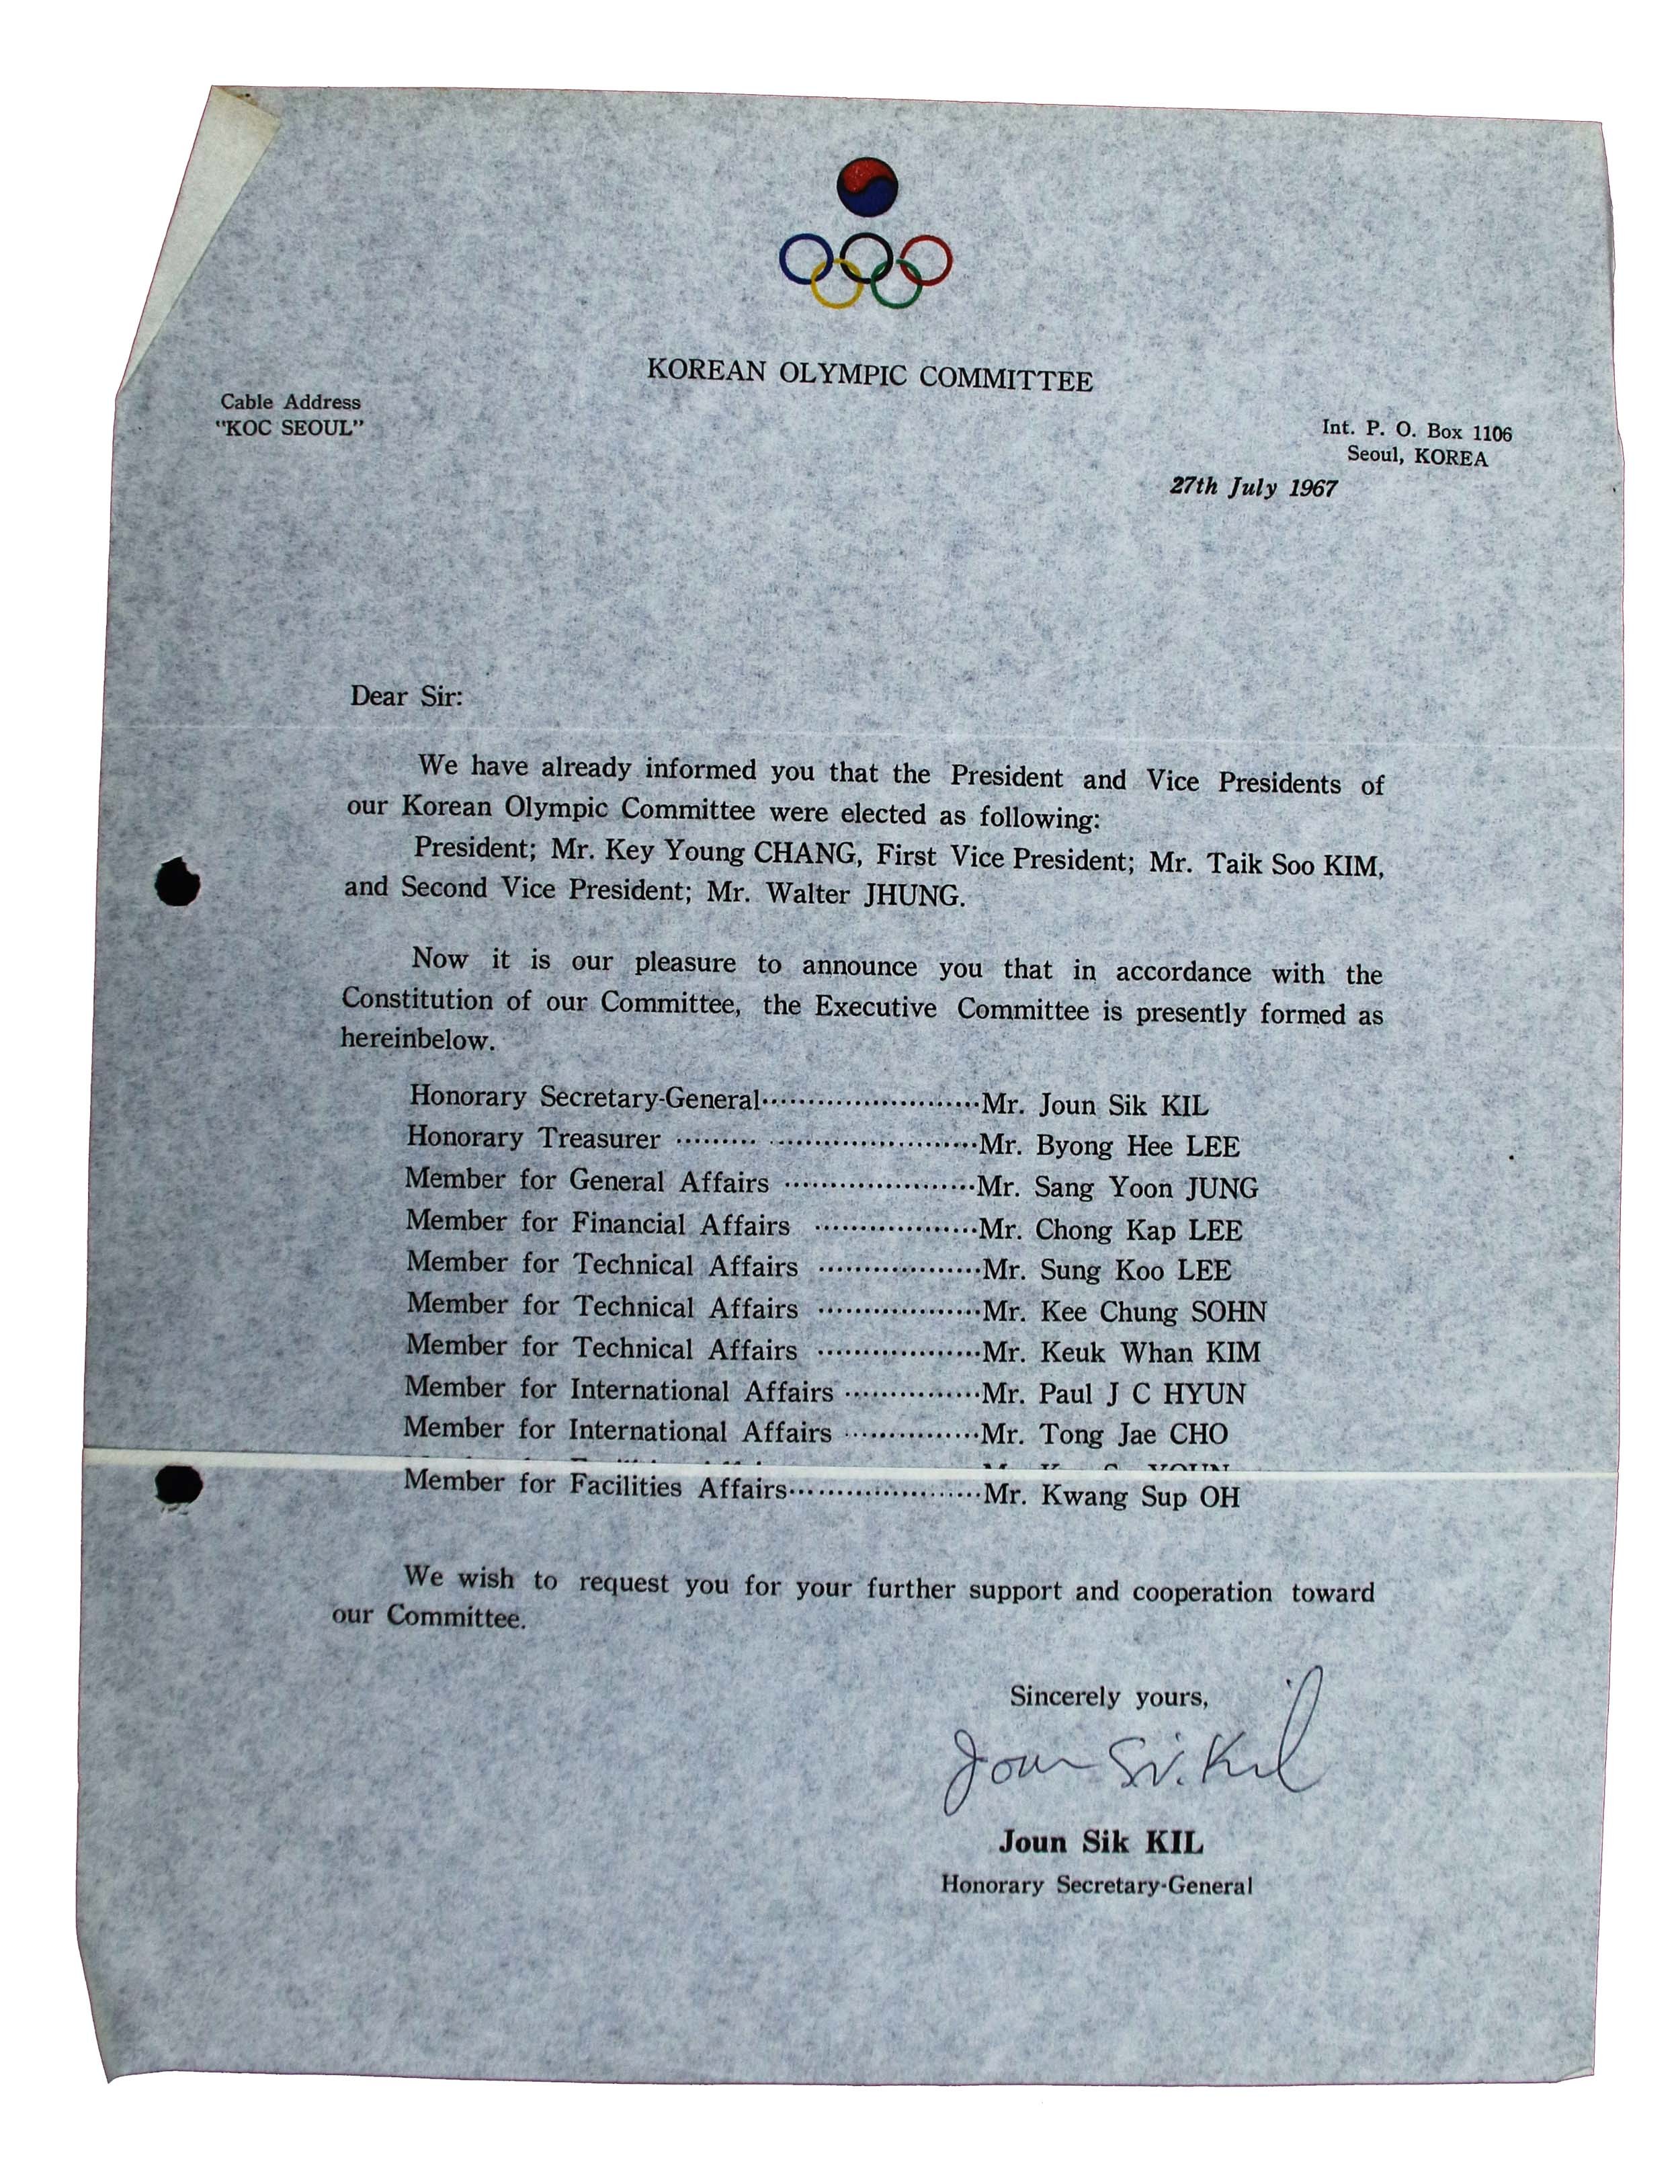 KOREAN OLYMPIC COMMITTEE
Cable Address
"KOC SEOUL"
Int. P. O. Box 1106
Seoul, KOREA
27th July 1967
Dear Sir:
We have already informed you that the President and Vice Presidents of
our Korean Olympic Committee were elected as following:
President; Mr. Key Young CHANG, First Vice President; Mr. Taik Soo KIM,
and Second Vice President; Mr. Walter JHUNG.
Now it is our pleasure to announce you that in accordance with the
Constitution of our Committee, the Executive Committee is presently formed as
hereinbelow.
Honorary Secretary-General························Mr. Joun Sik KIL
Honorary Treasurer ································Mr. Byong Hee LEE
Member for General Affairs ·····················Mr. Sang Yoon JUNG
Member for Financial Affairs ··················Mr. Chong Kap LEE
Member for Technical Affairs ··················Mr. Sung Koo LEE
Member for Technical Affairs ··················Mr. Kee Chung SOHN
Member for Technical Affairs ··················Mr. Keuk Whan KIM
Member for International Affairs ···············Mr. Paul J C HYUN
Member for International Affairs ···············Mr. Tong Jae CHO
Member for Facilities Affairs·····················Mr. Kwang Sup OH
We wish to request you for your further support and cooperation toward
our Committee.
Sincerely yours,
Joun Si. Kil
Joun Sik KIL
Honorary Secretary-General